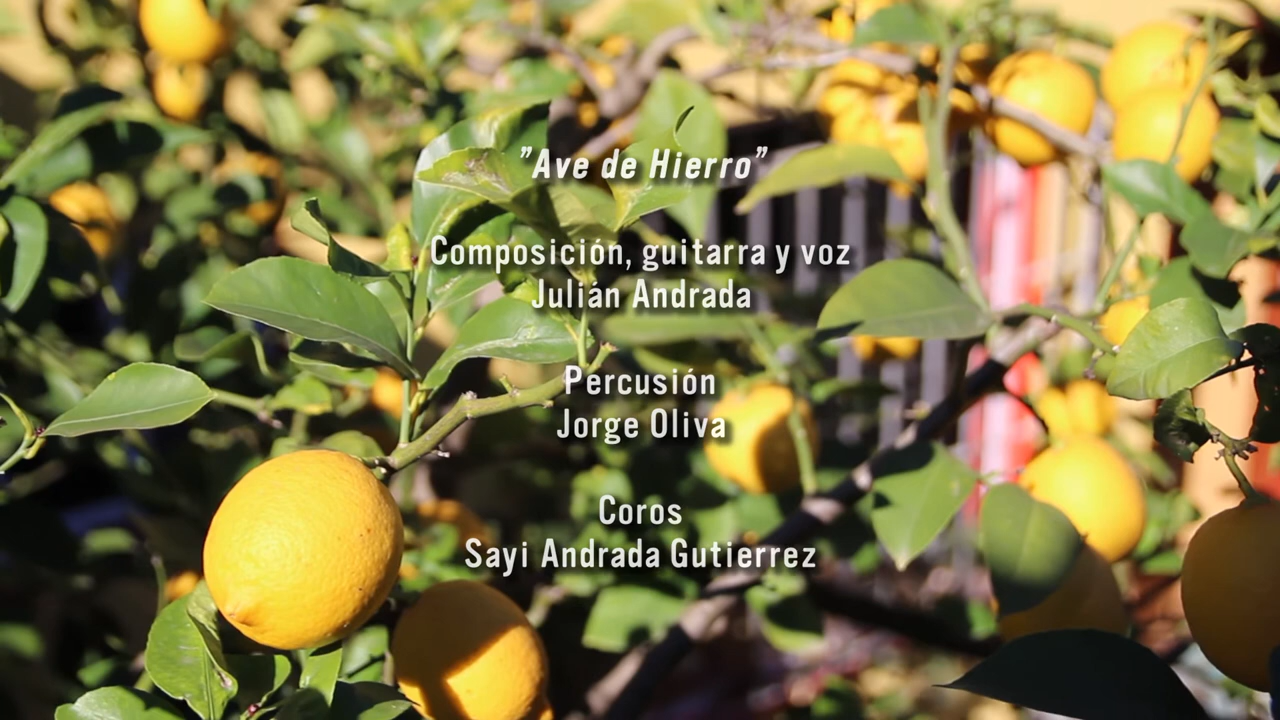 "Ave de Hierro"
Composición, guitarra y voz
Julián Andrada
Percusión
Jorge Oliva
Coros
Sayi Andrada Gutierrez